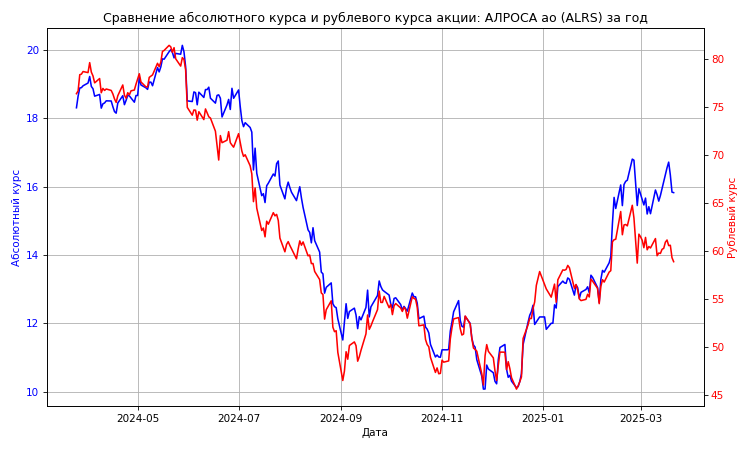 Сравнение абсолютного курса и рублевого курса акции: АЛРОСА ао (ALRS) за год
20
18
16
14
12
10
Абсолютный курс
80
75
70
65
60
55
50
45
Рублевый курс
2024-05 2024-07 2024-09 2024-11 2025-01 2025-03
Дата